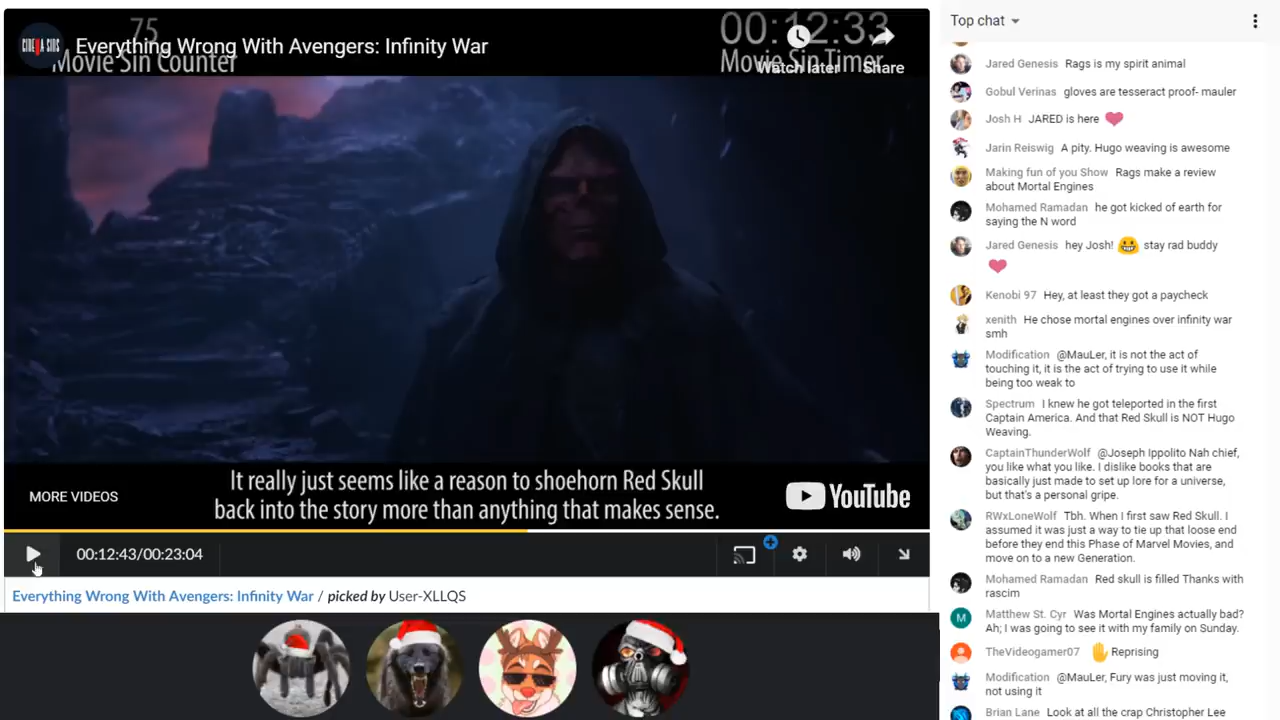 75
Movie Sin Counter
CINEMA SINS
Everything Wrong With Avengers: Infinity War
00:12:33
Movie Sin Timer
Watch later
Share
It really just seems like a reason to shoehorn Red Skull
back into the story more than anything that makes sense.
MORE VIDEOS
YouTube
00:12:43/00:23:04
Everything Wrong With Avengers: Infinity War / picked by User-XLLQS
Top chat
Jared Genesis Rags is my spirit animal
Gobul Verinas gloves are tesseract proof- mauler
Josh H JARED is here
Jarin Reiswig A pity. Hugo weaving is awesome
Making fun of you Show Rags make a review
about Mortal Engines
Mohamed Ramadan he got kicked of earth for
saying the N word
Jared Genesis hey Josh! stay rad buddy
Kenobi 97 Hey, at least they got a paycheck
xenith He chose mortal engines over infinity war
smh
Modification @MauLer, it is not the act of
touching it, it is the act of trying to use it while
being too weak to
Spectrum I knew he got teleported in the first
Captain America. And that Red Skull is NOT Hugo
Weaving.
CaptainThunderWolf @Joseph Ippolito Nah chief,
you like what you like. I dislike books that are
basically just made to set up lore for a universe,
but that's a personal gripe.
RWxLoneWolf Tbh. When I first saw Red Skull. I
assumed it was just a way to tie up that loose end
before they end this Phase of Marvel Movies, and
move on to a new Generation.
Mohamed Ramadan Red skull is filled Thanks with
rascim
M
Matthew St. Cyr Was Mortal Engines actually bad?
Ah; I was going to see it with my family on Sunday.
TheVideogamer07 Reprising
Modification @MauLer, Fury was just moving it,
not using it
Brian Lane Look at all the crap Christopher Lee